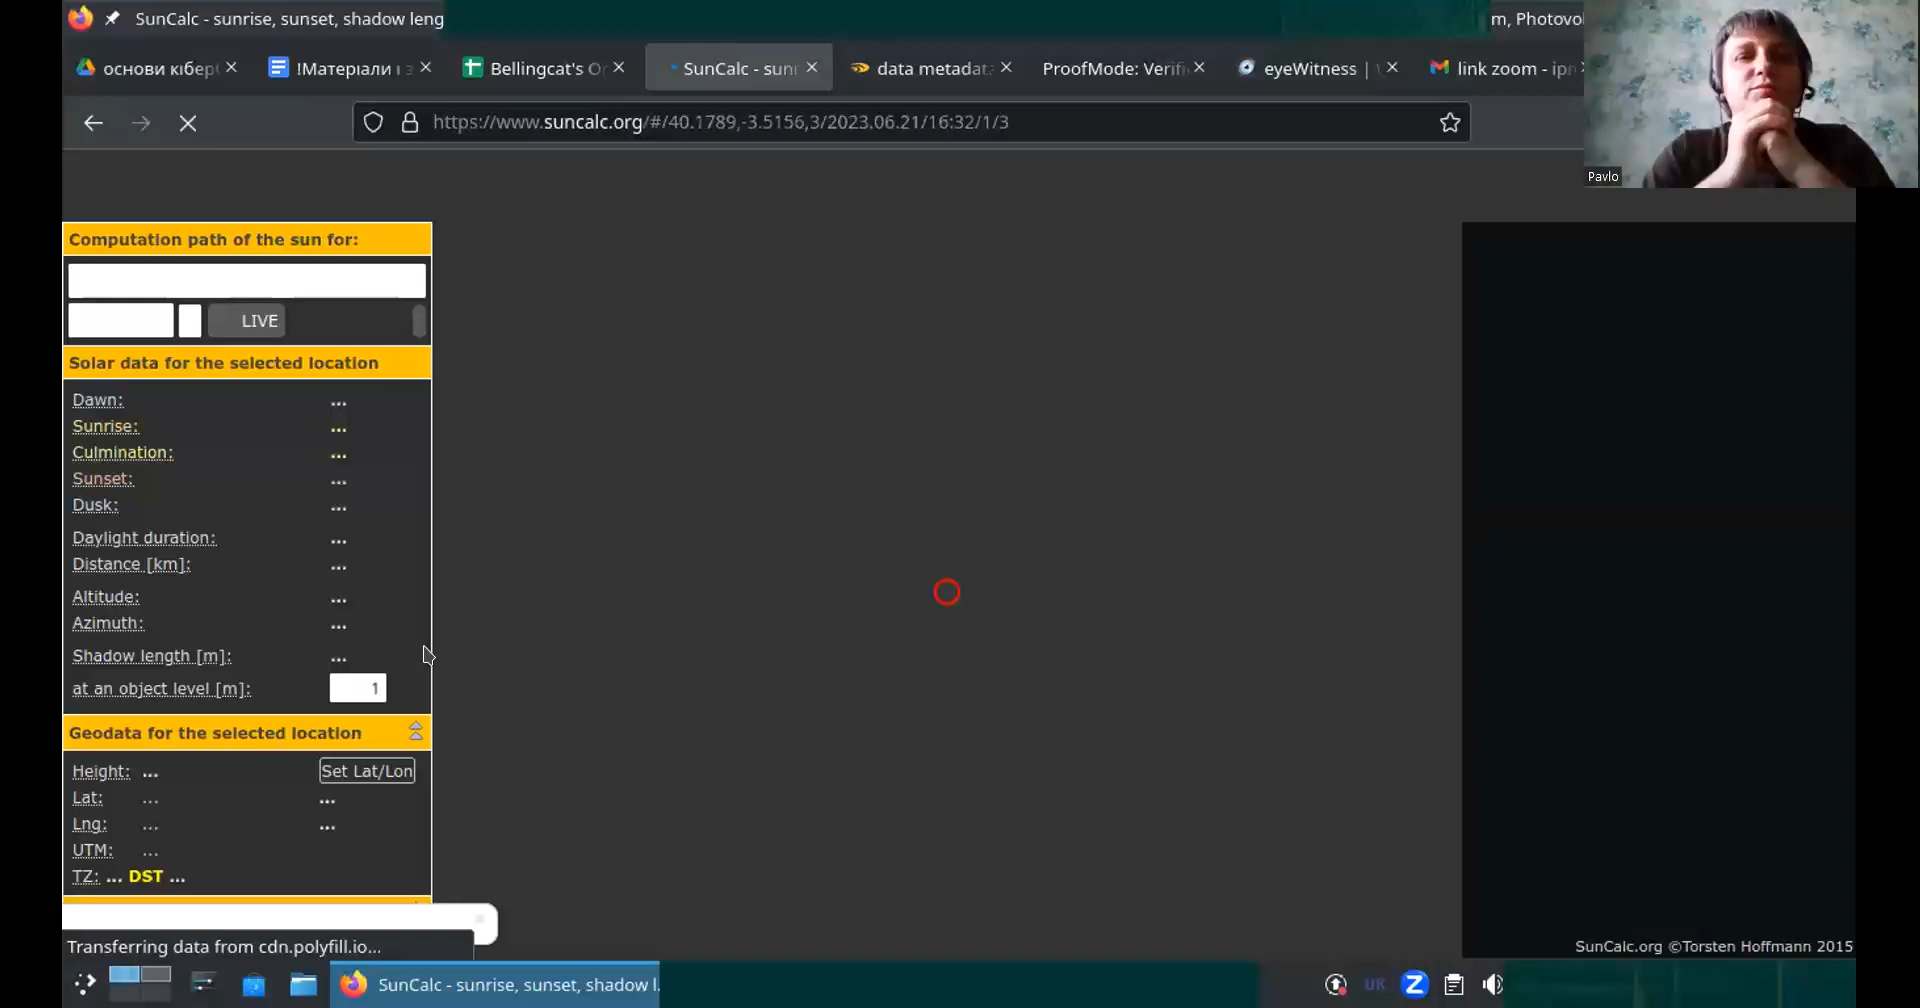 SunCalc - sunrise, sunset, shadow leng
m, Photovol
основи кібер
!Матеріали і з
Bellingcat's O
SunCalc - sun
data metadat
ProofMode: Verifi
eyeWitness |
link zoom - ipr
https://www.suncalc.org/#/40.1789,-3.5156,3/2023.06.21/16:32/1/3
Pavlo
Computation path of the sun for:
LIVE
Solar data for the selected location
Dawn: ...
Sunrise: ...
Culmination: ...
Sunset: ...
Dusk: ...
Daylight duration: ...
Distance [km]: ...
Altitude: ...
Azimuth: ...
Shadow length [m]: ...
at an object level [m]: 1
Geodata for the selected location
Height: ... Set Lat/Lon
Lat: ... ...
Lng: ... ...
UTM: ...
TZ: ... DST ...
Transferring data from cdn.polyfill.io...
SunCalc.org ©Torsten Hoffmann 2015
SunCalc - sunrise, sunset, shadow l.
UK
Z